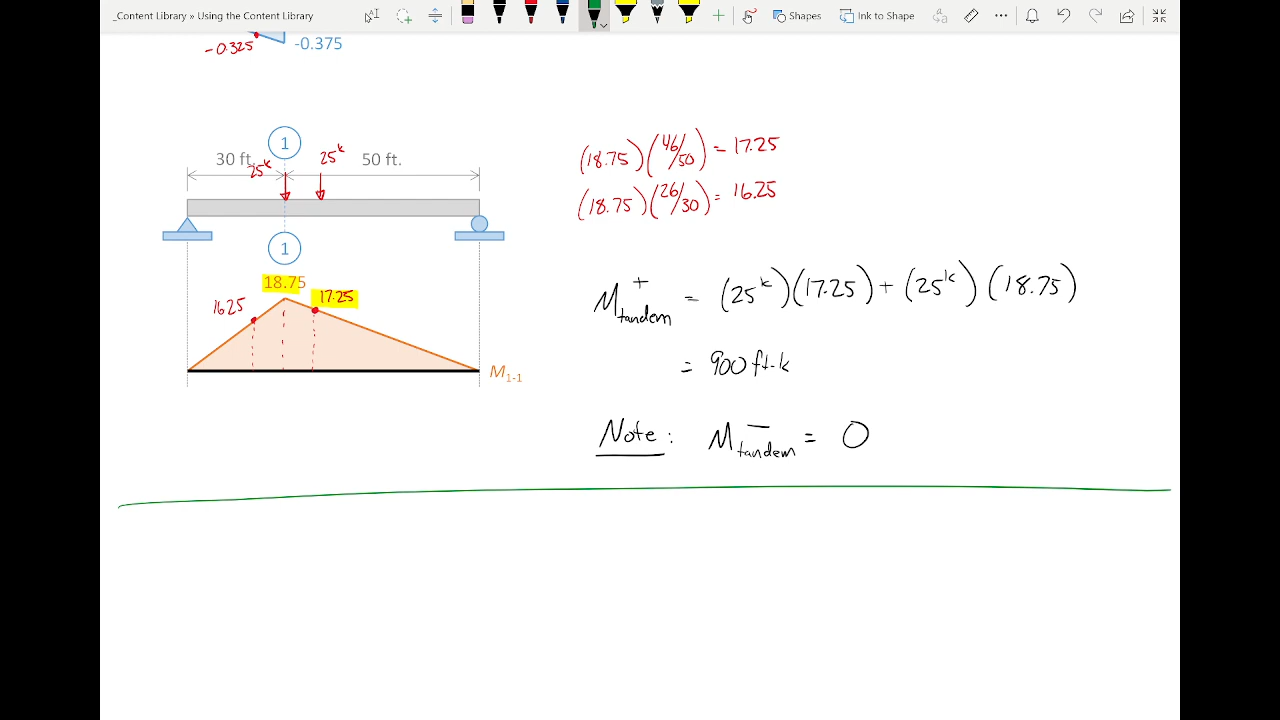 _Content Library » Using the Content Library
Shapes
Ink to Shape
-0.325
-0.375
1
30 ft.
50 ft.
25k
25k
1
18.75
16.25
17.25
M1-1
(18.75)(46/50) = 17.25
(18.75)(26/30) = 16.25
M+tandem = (25k)(17.25) + (25k)(18.75)
= 900 ft-k
Note: M−tandem = 0